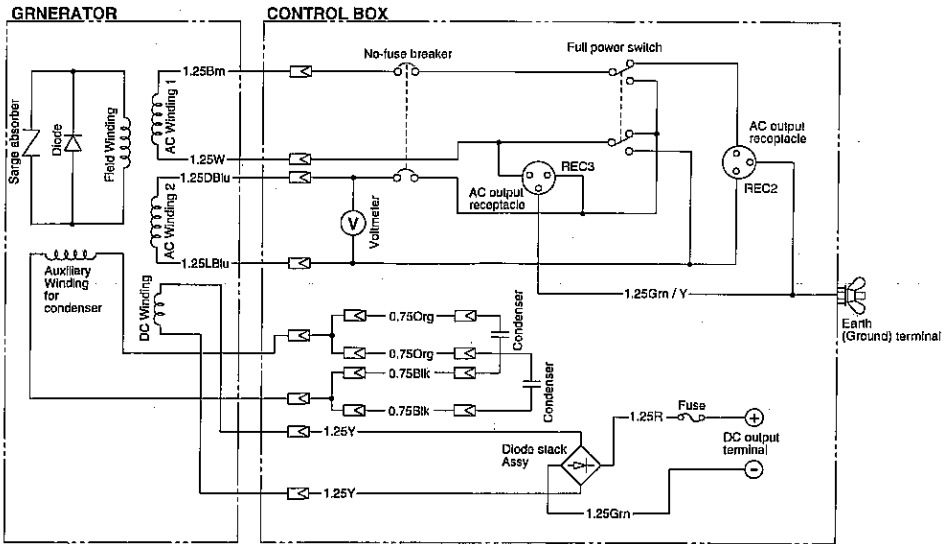 GRNERATOR
CONTROL BOX
No-fuse breaker
Full power switch
1.25Brn
Sarge absorber
Diode
Field Winding
AC Winding 1
AC output
receptacle
1.25W
REC3
REC2
1.25DBlu
AC output
receptacle
AC Winding 2
V
Voltmeter
1.25LBlu
Auxiliary
Winding
for
condenser
DC Winding
1.25Grn / Y
Earth
(Ground) terminal
0.75Org
Condenser
0.75Org
0.75Blk
Condenser
0.75Blk
1.25Y
1.25R
Fuse
+
Diode stack
Assy
DC output
terminal
−
1.25Y
1.25Grn